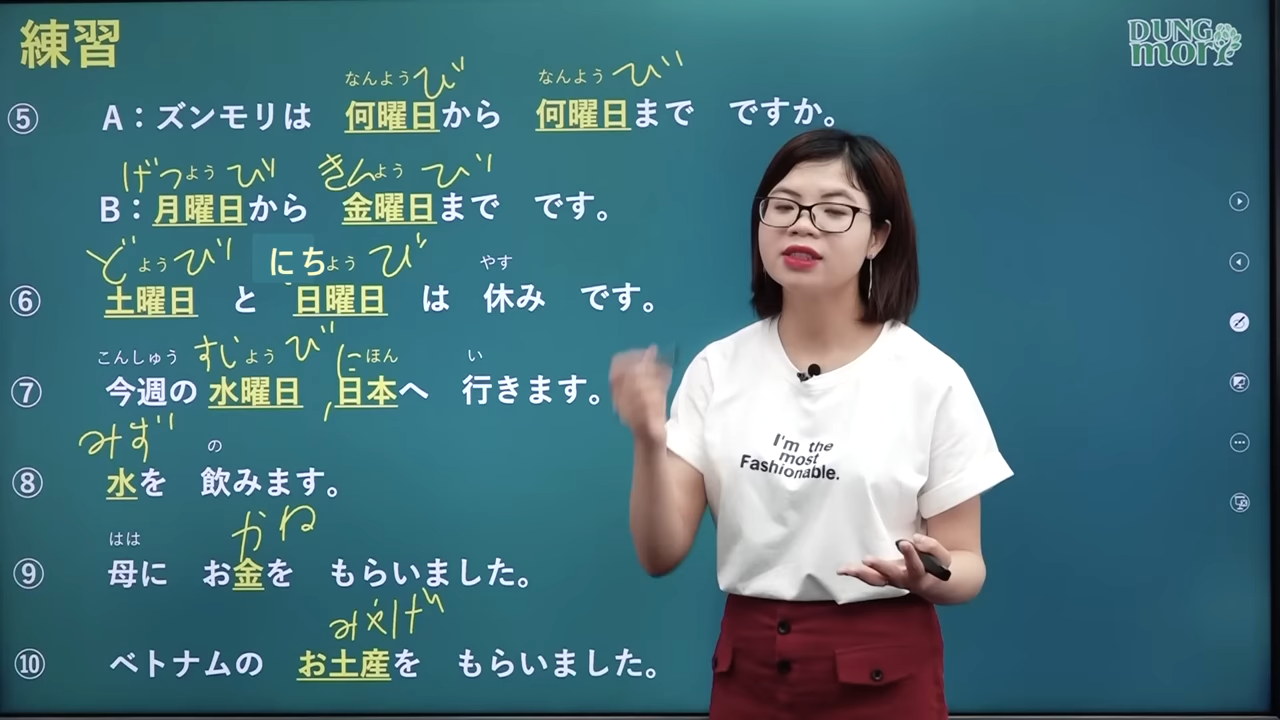 練習
DUNG mori
なんようび なんようび
⑤ A：ズンモリは 何曜日から 何曜日まで ですか。
げつようび きんようび
B：月曜日から 金曜日まで です。
どようび にちようび やす
⑥ 土曜日 と 日曜日 は 休み です。
こんしゅう すいようび にほん い
⑦ 今週の 水曜日、日本へ 行きます。
みず の
⑧ 水を 飲みます。
はは かね
⑨ 母に お金を もらいました。
みやげ
⑩ ベトナムの お土産を もらいました。
I'm the
most
Fashionable.